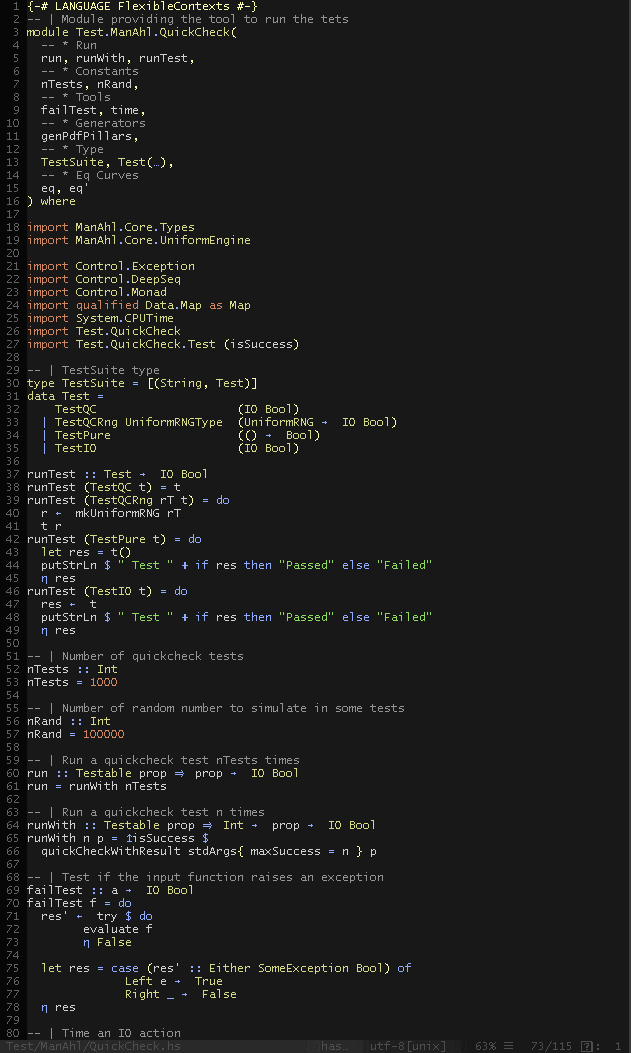 1 {-# LANGUAGE FlexibleContexts #-}
2 -- | Module providing the tool to run the tets
3 module Test.ManAhl.QuickCheck(
4 -- * Run
5 run, runWith, runTest,
6 -- * Constants
7 nTests, nRand,
8 -- * Tools
9 failTest, time,
10 -- * Generators
11 genPdfPillars,
12 -- * Type
13 TestSuite, Test(…),
14 -- * Eq Curves
15 eq, eq'
16 ) where
17
18 import ManAhl.Core.Types
19 import ManAhl.Core.UniformEngine
20
21 import Control.Exception
22 import Control.DeepSeq
23 import Control.Monad
24 import qualified Data.Map as Map
25 import System.CPUTime
26 import Test.QuickCheck
27 import Test.QuickCheck.Test (isSuccess)
28
29 -- | TestSuite type
30 type TestSuite = [(String, Test)]
31 data Test =
32 TestQC (IO Bool)
33 | TestQCRng UniformRNGType (UniformRNG → IO Bool)
34 | TestPure (() → Bool)
35 | TestIO (IO Bool)
36
37 runTest :: Test → IO Bool
38 runTest (TestQC t) = t
39 runTest (TestQCRng rT t) = do
40 r ← mkUniformRNG rT
41 t r
42 runTest (TestPure t) = do
43 let res = t()
44 putStrLn $ " Test " ⧺ if res then "Passed" else "Failed"
45 η res
46 runTest (TestIO t) = do
47 res ← t
48 putStrLn $ " Test " ⧺ if res then "Passed" else "Failed"
49 η res
50
51 -- | Number of quickcheck tests
52 nTests :: Int
53 nTests = 1000
54
55 -- | Number of random number to simulate in some tests
56 nRand :: Int
57 nRand = 100000
58
59 -- | Run a quickcheck test nTests times
60 run :: Testable prop ⇒ prop → IO Bool
61 run = runWith nTests
62
63 -- | Run a quickcheck test n times
64 runWith :: Testable prop ⇒ Int → prop → IO Bool
65 runWith n p = ↥isSuccess $
66 quickCheckWithResult stdArgs{ maxSuccess = n } p
67
68 -- | Test if the input function raises an exception
69 failTest :: a → IO Bool
70 failTest f = do
71 res' ← try $ do
72 evaluate f
73 η False
74
75 let res = case (res' :: Either SomeException Bool) of
76 Left e → True
77 Right _ → False
78 η res
79
80 -- | Time an IO action
Test/ManAhl/QuickCheck.hs has… utf-8[unix] 63% ☰ 73/115 : 1